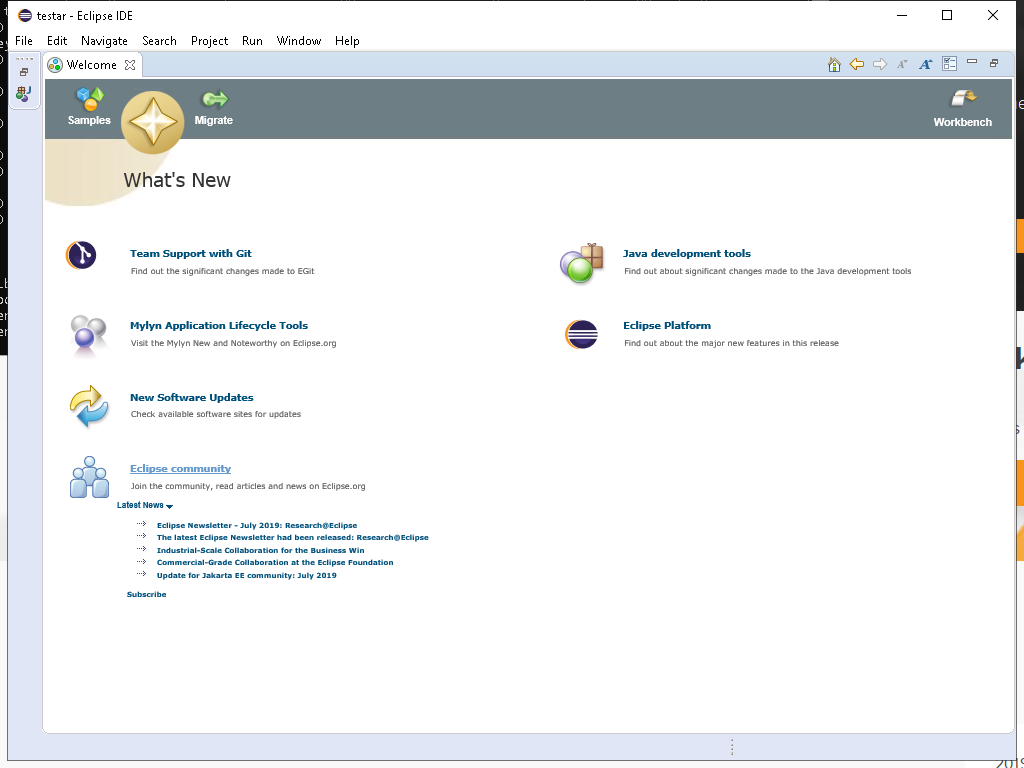 testar - Eclipse IDE
File Edit Navigate Search Project Run Window Help
Welcome
Samples
Migrate
Workbench
What's New
Team Support with Git
Find out the significant changes made to EGit
Java development tools
Find out about significant changes made to the Java development tools
Mylyn Application Lifecycle Tools
Visit the Mylyn New and Noteworthy on Eclipse.org
Eclipse Platform
Find out about the major new features in this release
New Software Updates
Check available software sites for updates
Eclipse community
Join the community, read articles and news on Eclipse.org
Latest News
Eclipse Newsletter - July 2019: Research@Eclipse
The latest Eclipse Newsletter had been released: Research@Eclipse
Industrial-Scale Collaboration for the Business Win
Commercial-Grade Collaboration at the Eclipse Foundation
Update for Jakarta EE community: July 2019
Subscribe